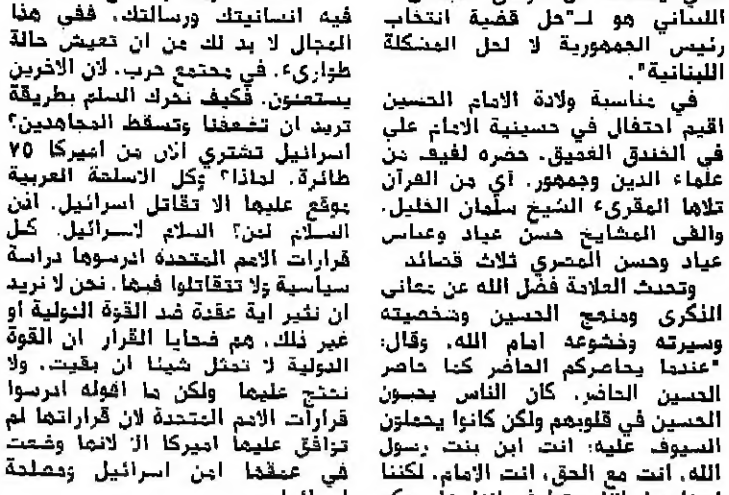 اللبناني هو لـ"حل قضية انتخاب
رئيس الجمهورية لا لحل المشكلة
اللبنانية".
في مناسبة ولادة الامام الحسين
اقيم احتفال في حسينية الامام علي
في الخندق الغميق، حضره لفيف من
علماء الدين وجمهور. آي من القرآن
تلاها المقرىء الشيخ سلمان الخليل.
والقى المشايخ حسن عياد وعباس
عياد وحسن المصري ثلاث قصائد
وتحدث العلامة فضل الله عن معاني
الذكرى ومنهج الحسين وشخصيته
وسيرته وخشوعه امام الله. وقال:
"عندما يحاصركم الحاضر كما حاصر
الحسين الحاضر. كان الناس يحبون
الحسين في قلوبهم ولكن كانوا يحملون
السيوف عليه: انت ابن بنت رسول
الله، انت مع الحق، انت الامام. لكننا
فيه انسانيتك ورسالتك. ففي هذا
المجال لا بد لك من ان تعيش حالة
طوارىء، في مجتمع حرب، لان الاخرين
يستعدون. فكيف نحرك السلم بطريقة
تريد ان تضعفنا وتسقط المجاهدين؟
اسرائيل تشتري الان من اميركا ٧٥
طائرة. لماذا؟ وكل الاسلحة العربية
موقع عليها الا تقاتل اسرائيل. اذن
السلام لمن؟ السلام لاسرائيل. كل
قرارات الامم المتحدة ادرسوها دراسة
سياسية ولا تتقاتلوا فيها. نحن لا نريد
ان نثير اية عقدة ضد القوة الدولية أو
غير ذلك. هم ضحايا القرار ان القوة
الدولية لا تمثل شيئا ان بقيت. ولا
نحتج عليها ولكن ما اقوله ادرسوا
قرارات الامم المتحدة لان قراراتها لم
توافق عليها اميركا الا لانها وضعت
في عمقها امن اسرائيل ومصلحة